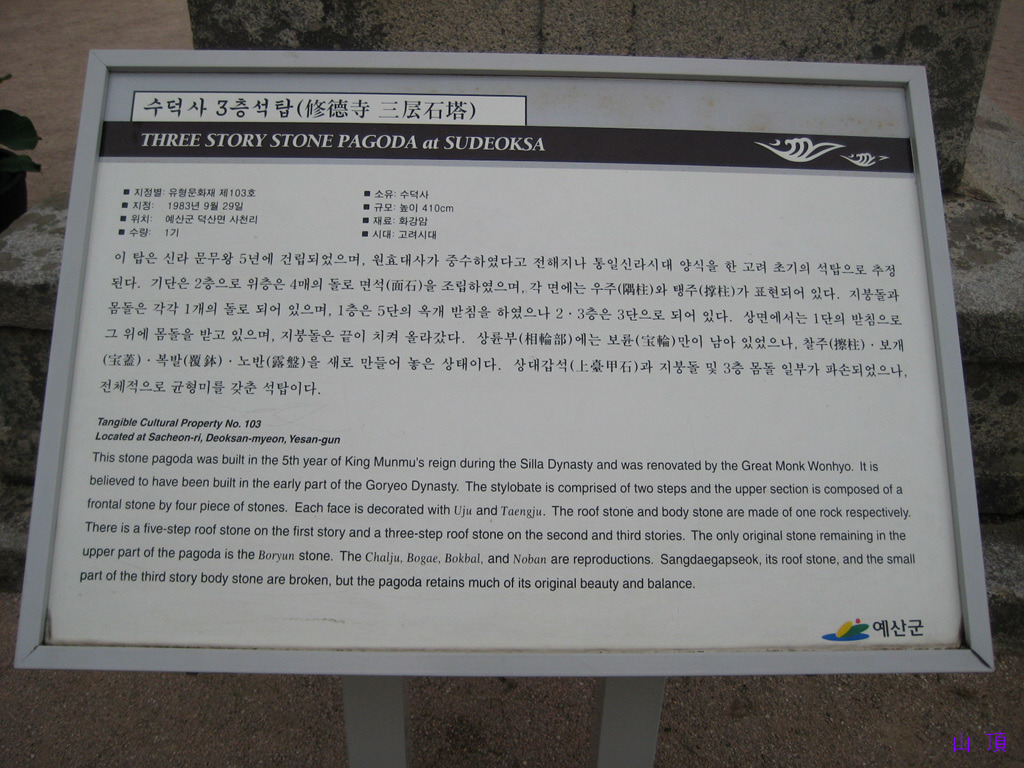 수덕사 3층석탑(修德寺 三层石塔)
THREE STORY STONE PAGODA at SUDEOKSA
■ 지정별: 유형문화재 제103호
■ 지정: 1983년 9월 29일
■ 위치: 예산군 덕산면 사천리
■ 수량: 1기
■ 소유: 수덕사
■ 규모: 높이 410cm
■ 재료: 화강암
■ 시대: 고려시대
이 탑은 신라 문무왕 5년에 건립되었으며, 원효대사가 중수하였다고 전해지나 통일신라시대 양식을 한 고려 초기의 석탑으로 추정
된다. 기단은 2층으로 위층은 4매의 돌로 면석(面石)을 조립하였으며, 각 면에는 우주(隅柱)와 탱주(撑柱)가 표현되어 있다. 지붕돌과
몸돌은 각각 1개의 돌로 되어 있으며, 1층은 5단의 옥개 받침을 하였으나 2·3층은 3단으로 되어 있다. 상면에서는 1단의 받침으로
그 위에 몸돌을 받고 있으며, 지붕돌은 끝이 치켜 올라갔다. 상륜부(相輪部)에는 보륜(宝輪)만이 남아 있었으나, 찰주(擦柱)·보개
(宝蓋)·복발(覆鉢)·노반(露盤)을 새로 만들어 놓은 상태이다. 상대갑석(上臺甲石)과 지붕돌 및 3층 몸돌 일부가 파손되었으나,
전체적으로 균형미를 갖춘 석탑이다.
Tangible Cultural Property No. 103
Located at Sacheon-ri, Deoksan-myeon, Yesan-gun
This stone pagoda was built in the 5th year of King Munmu's reign during the Silla Dynasty and was renovated by the Great Monk Wonhyo. It is
believed to have been built in the early part of the Goryeo Dynasty. The stylobate is comprised of two steps and the upper section is composed of a
frontal stone by four piece of stones. Each face is decorated with Uju and Taengju. The roof stone and body stone are made of one rock respectively.
There is a five-step roof stone on the first story and a three-step roof stone on the second and third stories. The only original stone remaining in the
upper part of the pagoda is the Boryun stone. The Chalju, Bogae, Bokbal, and Noban are reproductions. Sangdaegapseok, its roof stone, and the small
part of the third story body stone are broken, but the pagoda retains much of its original beauty and balance.
예산군
山 頂